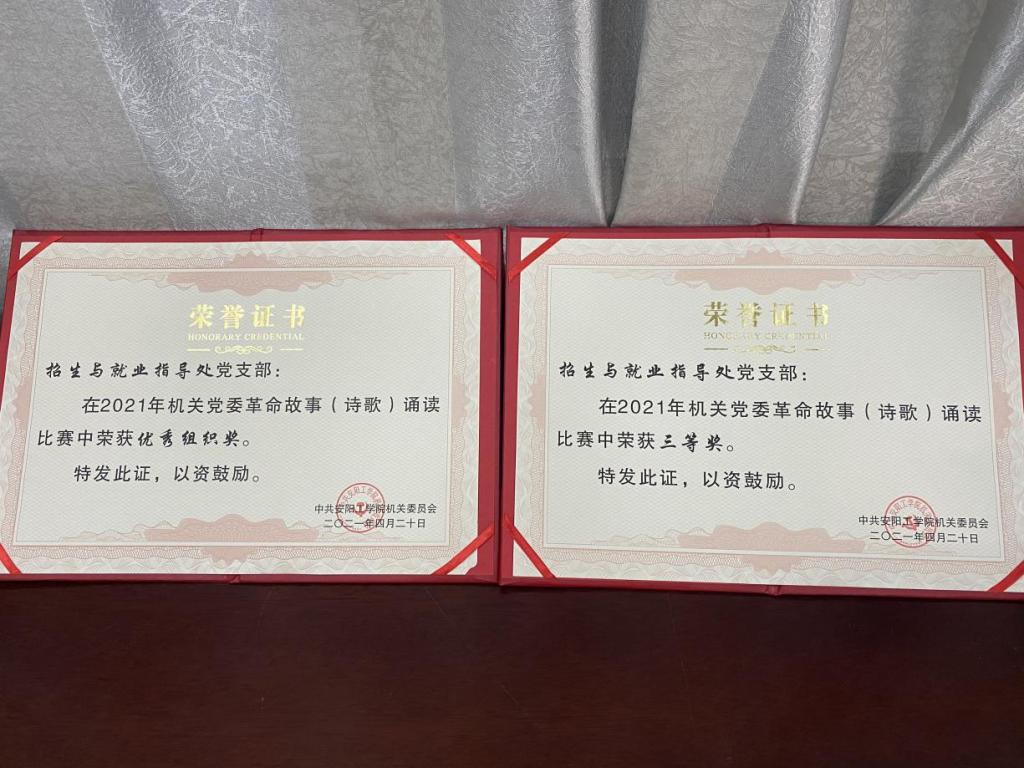 荣誉证书
HONORARY CREDENTIAL
招生与就业指导处党支部：
在2021年机关党委革命故事（诗歌）诵读
比赛中荣获优秀组织奖。
特发此证，以资鼓励。
中共安阳工学院机关委员会
二〇二一年四月二十日
荣誉证书
HONORARY CREDENTIAL
招生与就业指导处党支部：
在2021年机关党委革命故事（诗歌）诵读
比赛中荣获三等奖。
特发此证，以资鼓励。
中共安阳工学院机关委员会
二〇二一年四月二十日